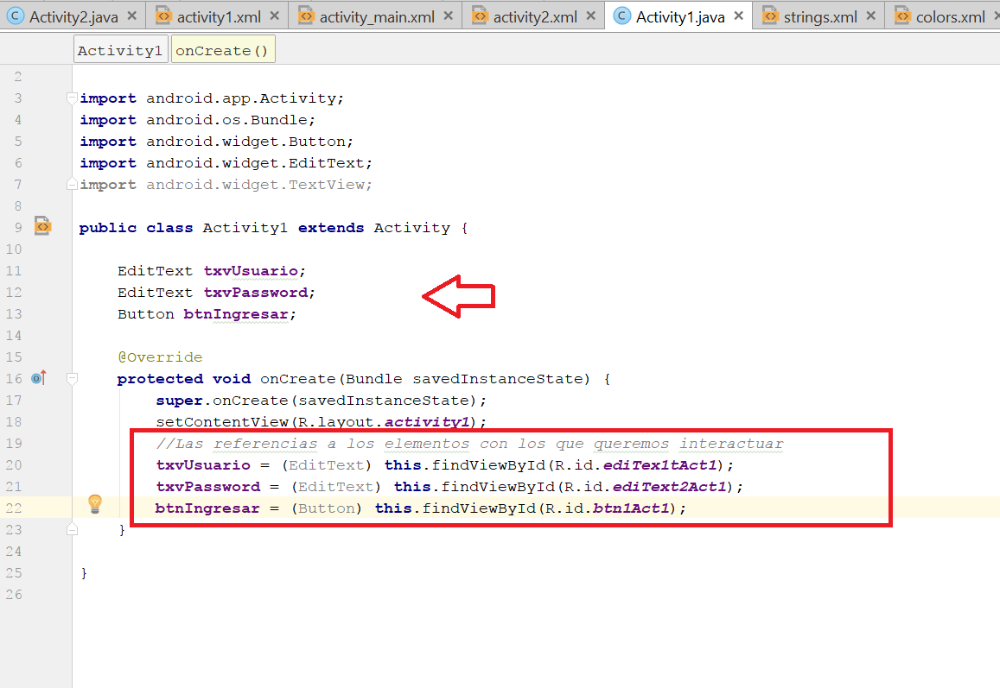 Activity2.java activity1.xml activity_main.xml activity2.xml Activity1.java strings.xml colors.xml
Activity1 onCreate()
2
3 import android.app.Activity;
4 import android.os.Bundle;
5 import android.widget.Button;
6 import android.widget.EditText;
7 import android.widget.TextView;
8
9 public class Activity1 extends Activity {
10
11 EditText txvUsuario;
12 EditText txvPassword;
13 Button btnIngresar;
14
15 @Override
16 protected void onCreate(Bundle savedInstanceState) {
17 super.onCreate(savedInstanceState);
18 setContentView(R.layout.activity1);
19 //Las referencias a los elementos con los que queremos interactuar
20 txvUsuario = (EditText) this.findViewById(R.id.ediTex1tAct1);
21 txvPassword = (EditText) this.findViewById(R.id.ediText2Act1);
22 btnIngresar = (Button) this.findViewById(R.id.btn1Act1);
23 }
24
25 }
26